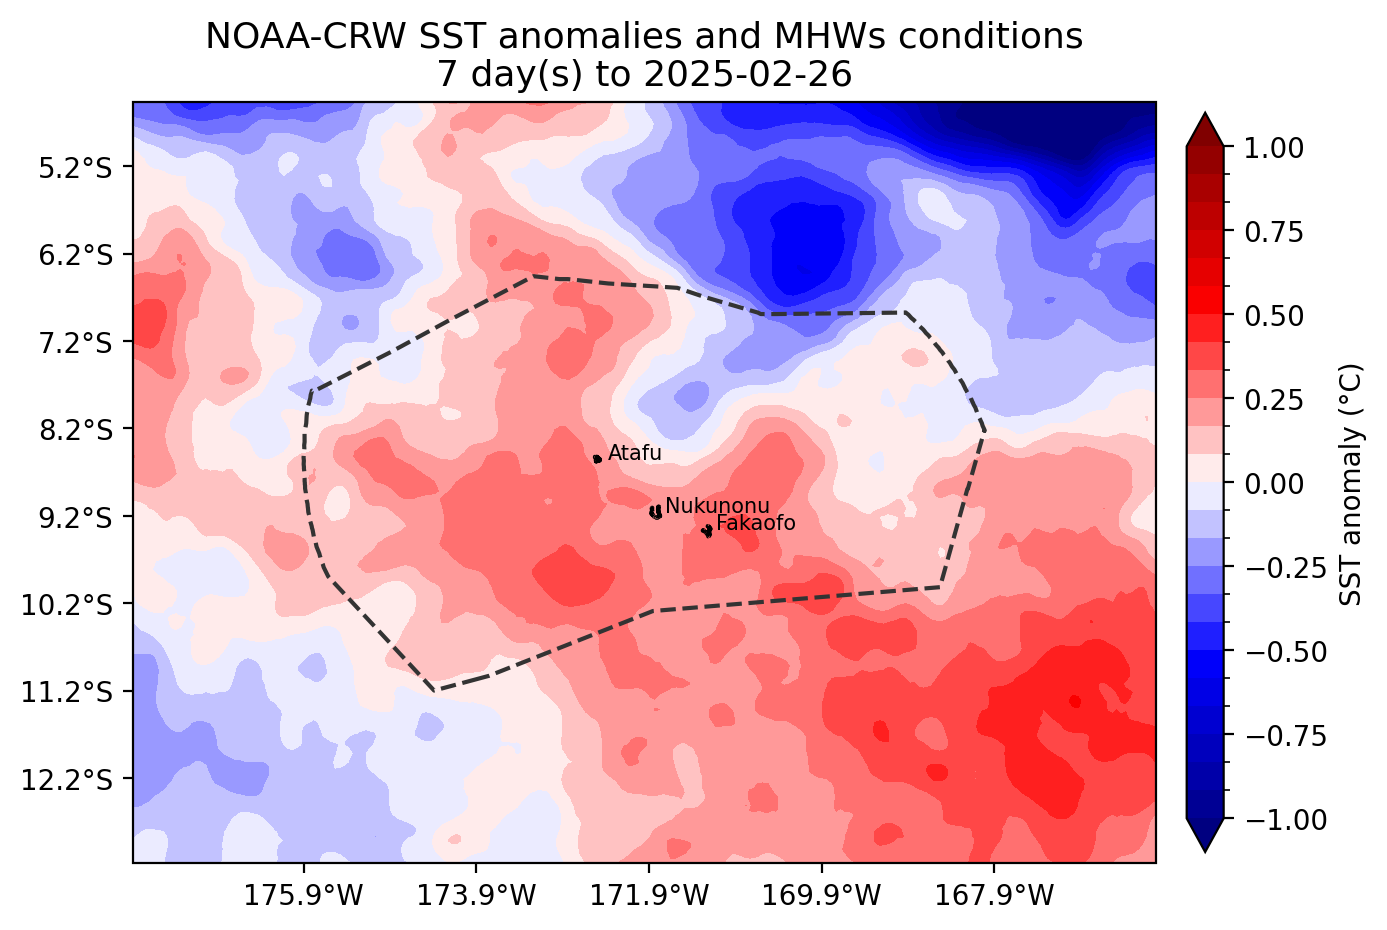 NOAA-CRW SST anomalies and MHWs conditions
7 day(s) to 2025-02-26
5.2°S
6.2°S
7.2°S
8.2°S
9.2°S
10.2°S
11.2°S
12.2°S
Atafu
Nukunonu
Fakaofo
175.9°W
173.9°W
171.9°W
169.9°W
167.9°W
1.00
0.75
0.50
0.25
0.00
−0.25
−0.50
−0.75
−1.00
SST anomaly (°C)